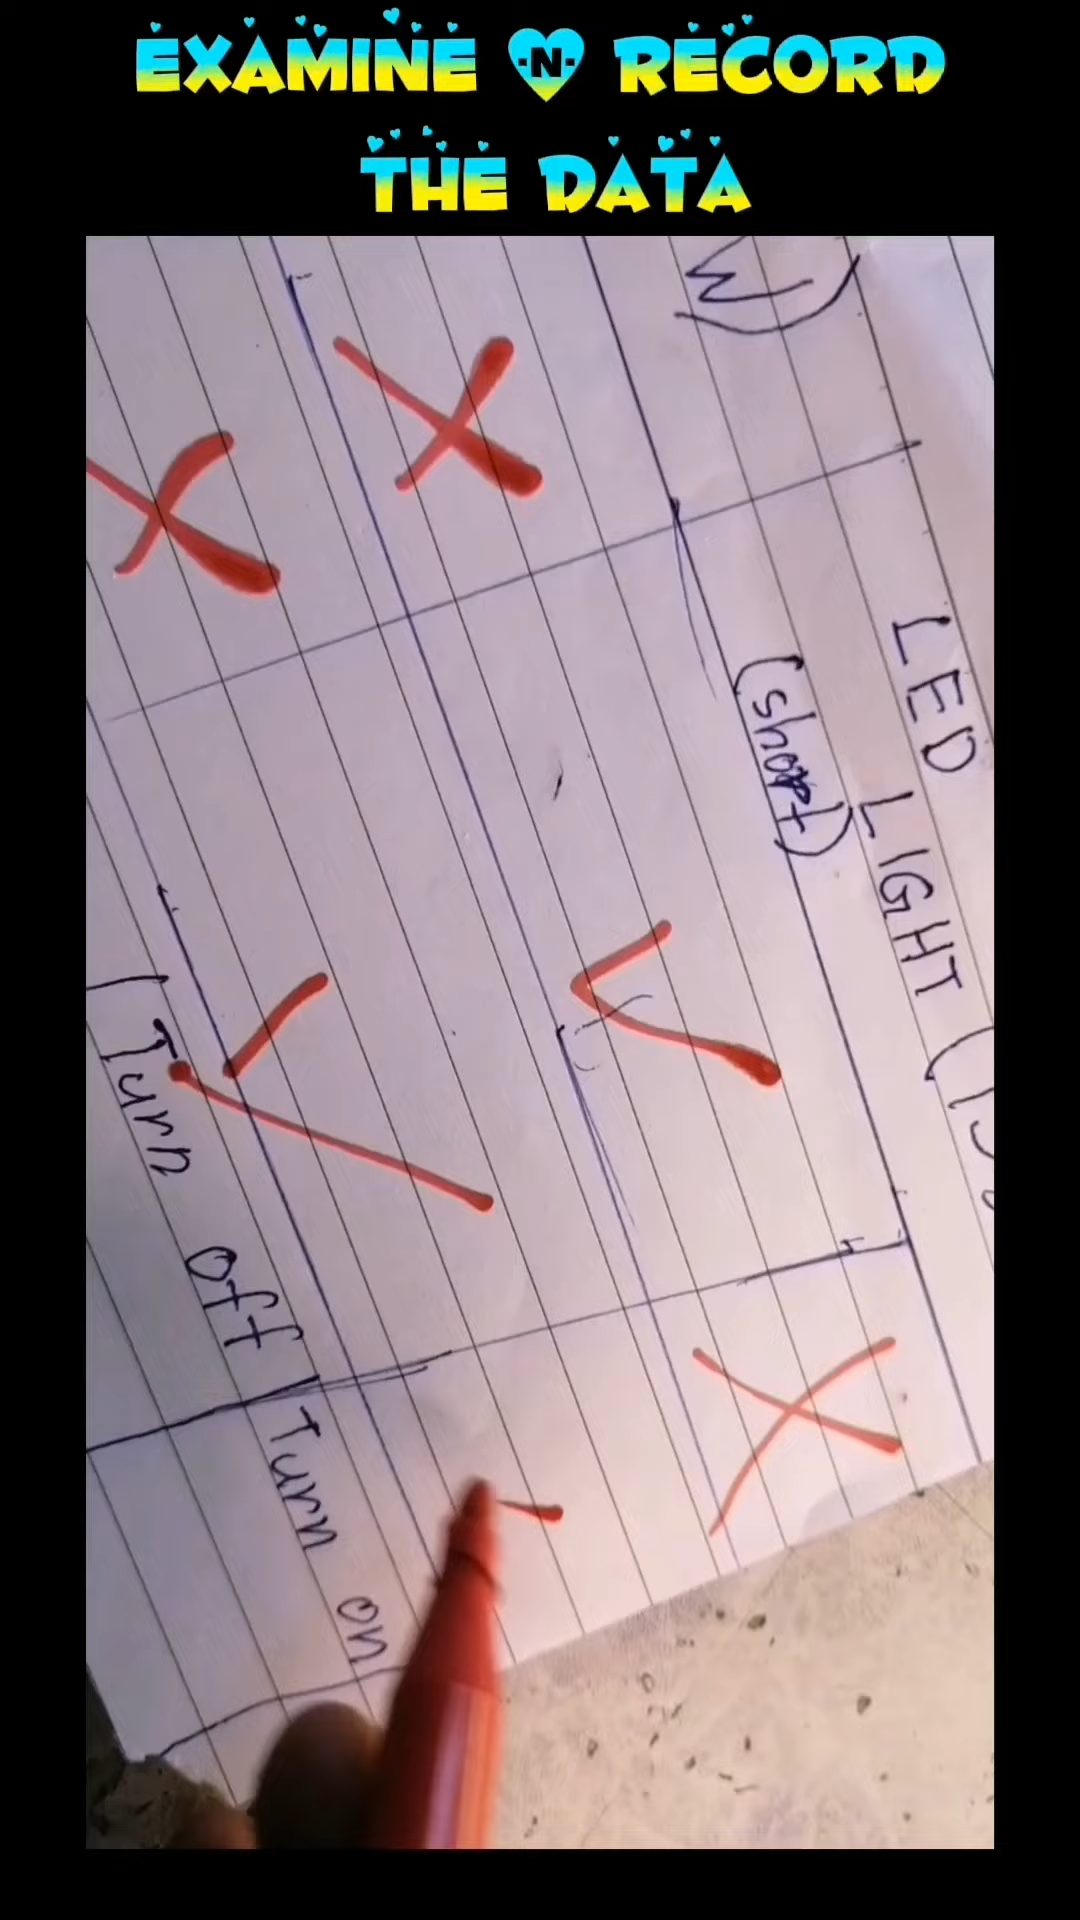 EXAMINE -N- RECORD
THE DATA
W)
LED
LIGHT
(short)
Turn off
Turn on